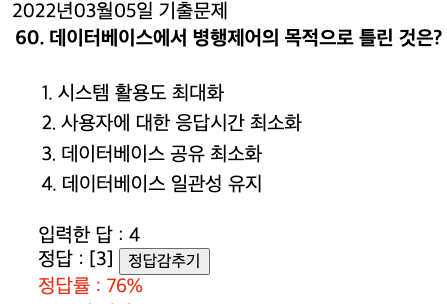 2022년03월05일 기출문제
60. 데이터베이스에서 병행제어의 목적으로 틀린 것은?
1. 시스템 활용도 최대화
2. 사용자에 대한 응답시간 최소화
3. 데이터베이스 공유 최소화
4. 데이터베이스 일관성 유지
입력한 답 : 4
정답 : [3] 정답감추기
정답률 : 76%